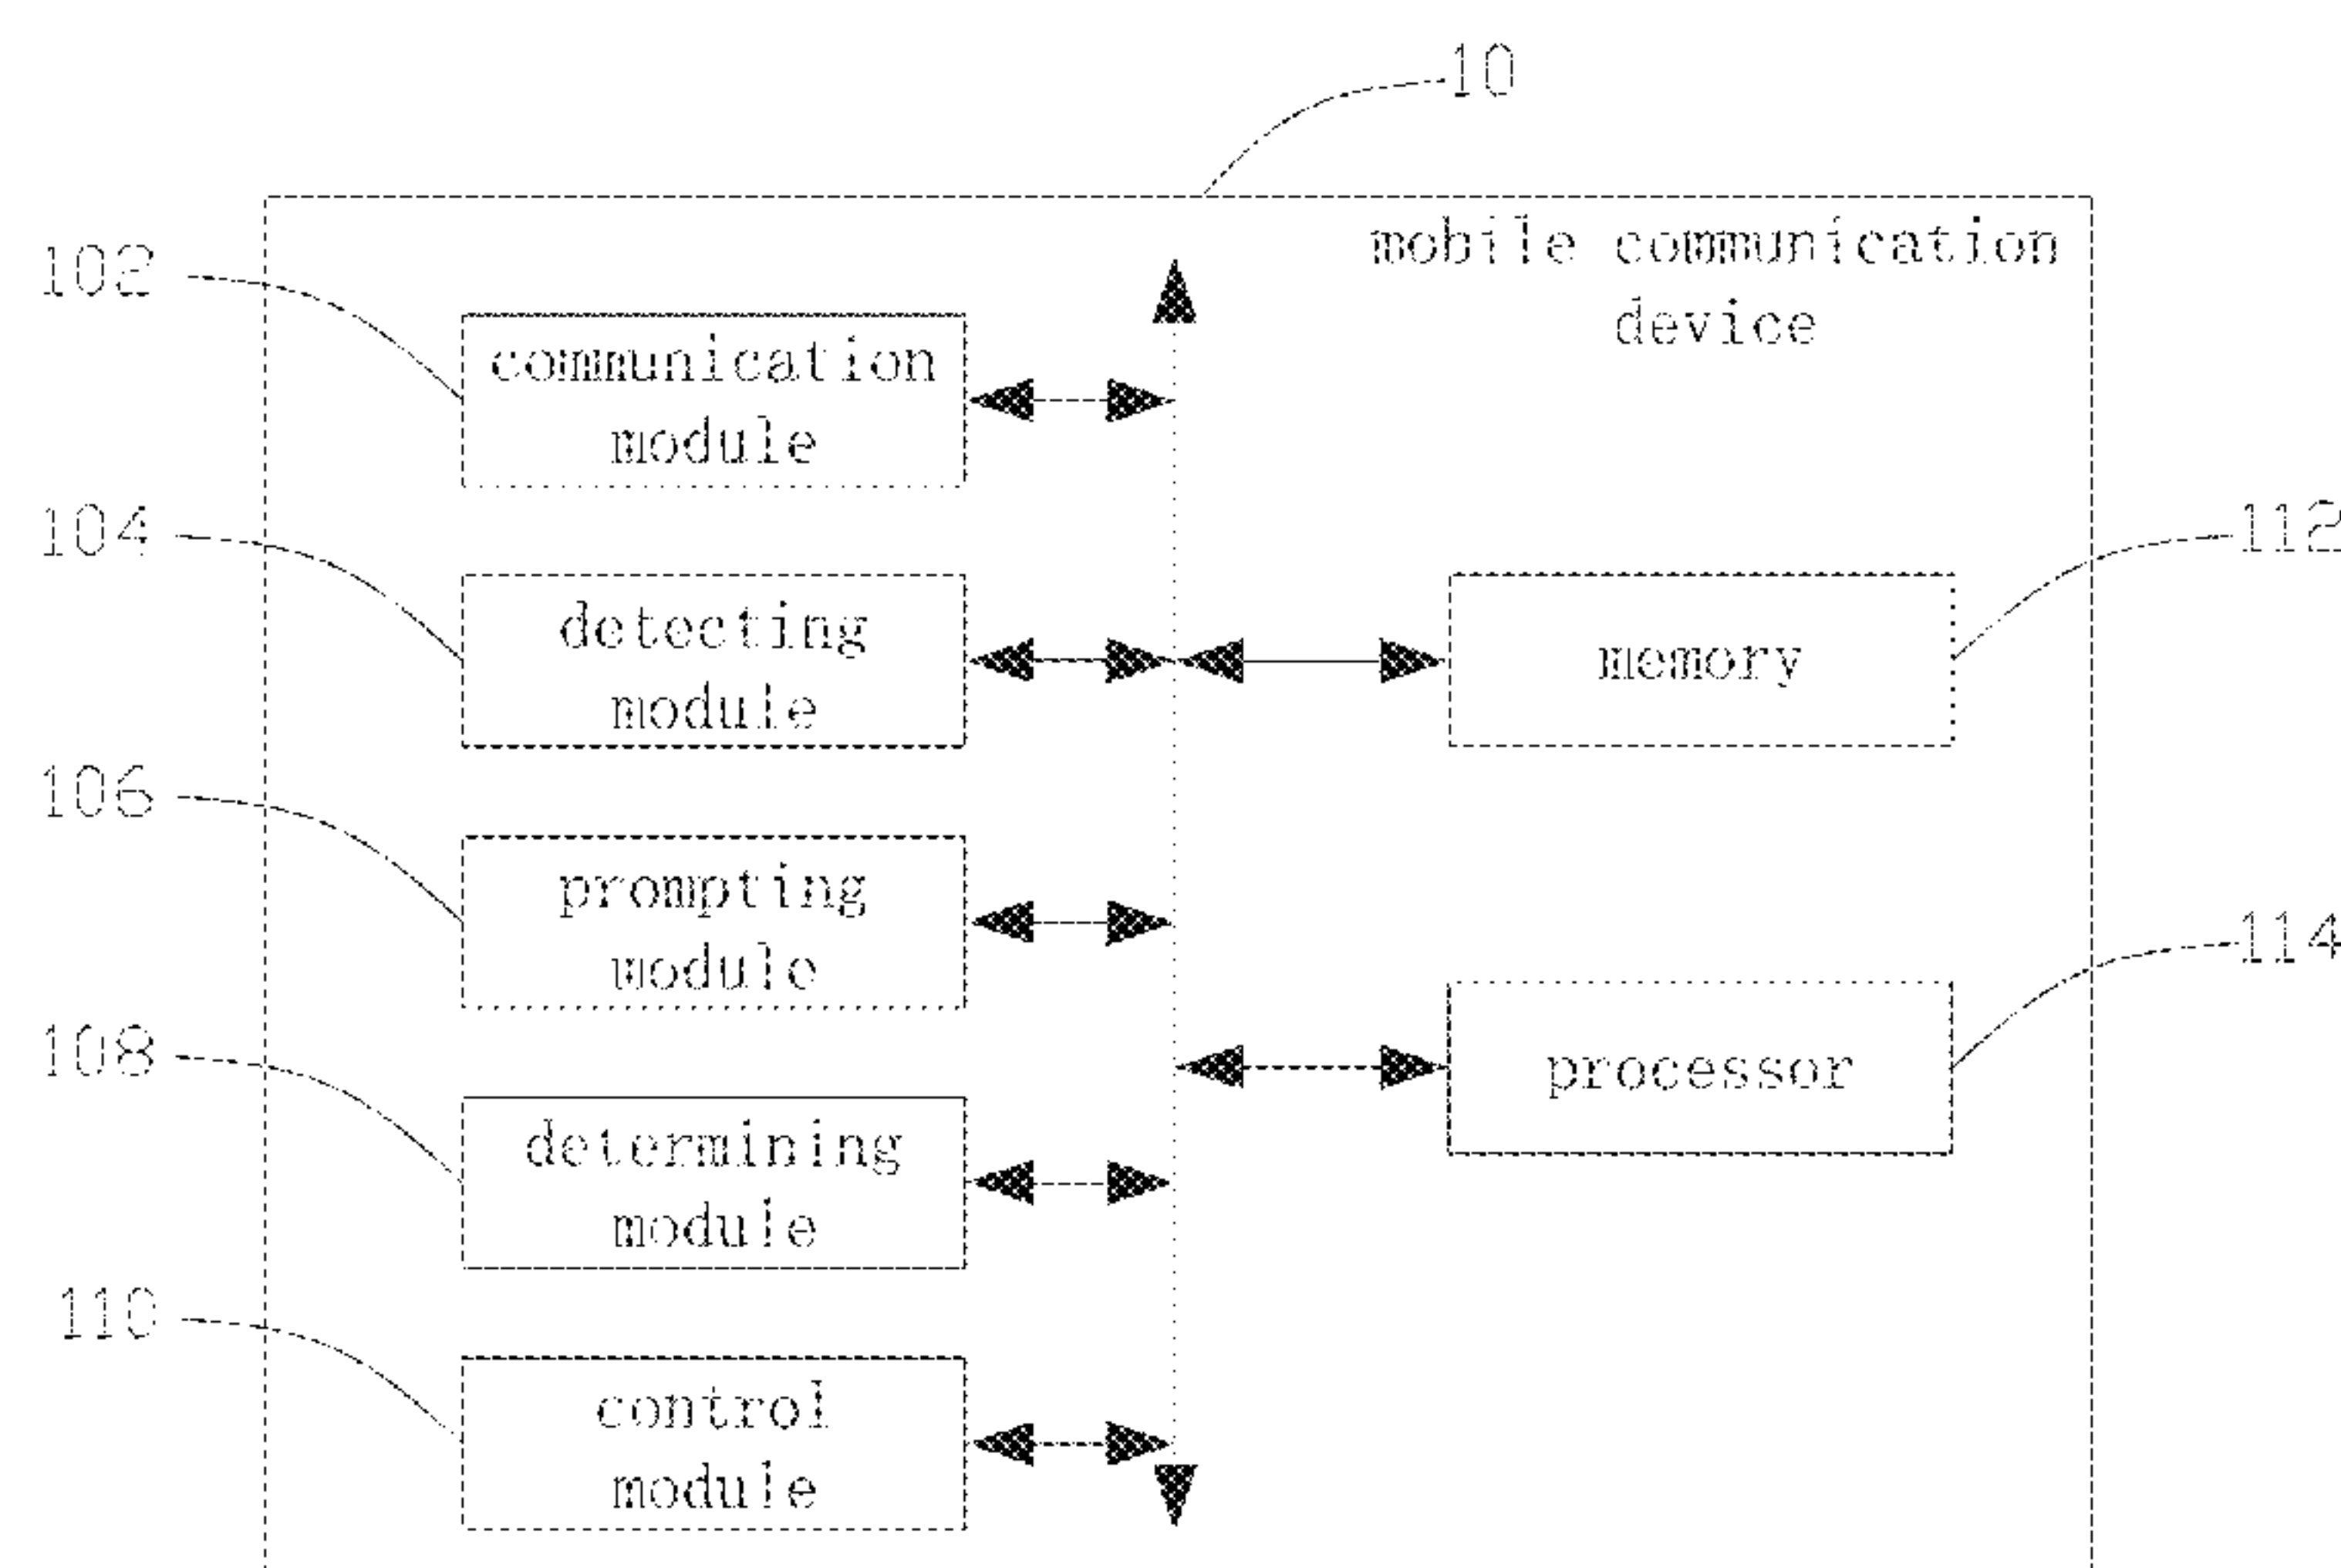 10
mobile communication
device
102
communication
module
104
detecting
module
112
memory
106
prompting
module
114
processor
108
determining
module
110
control
module